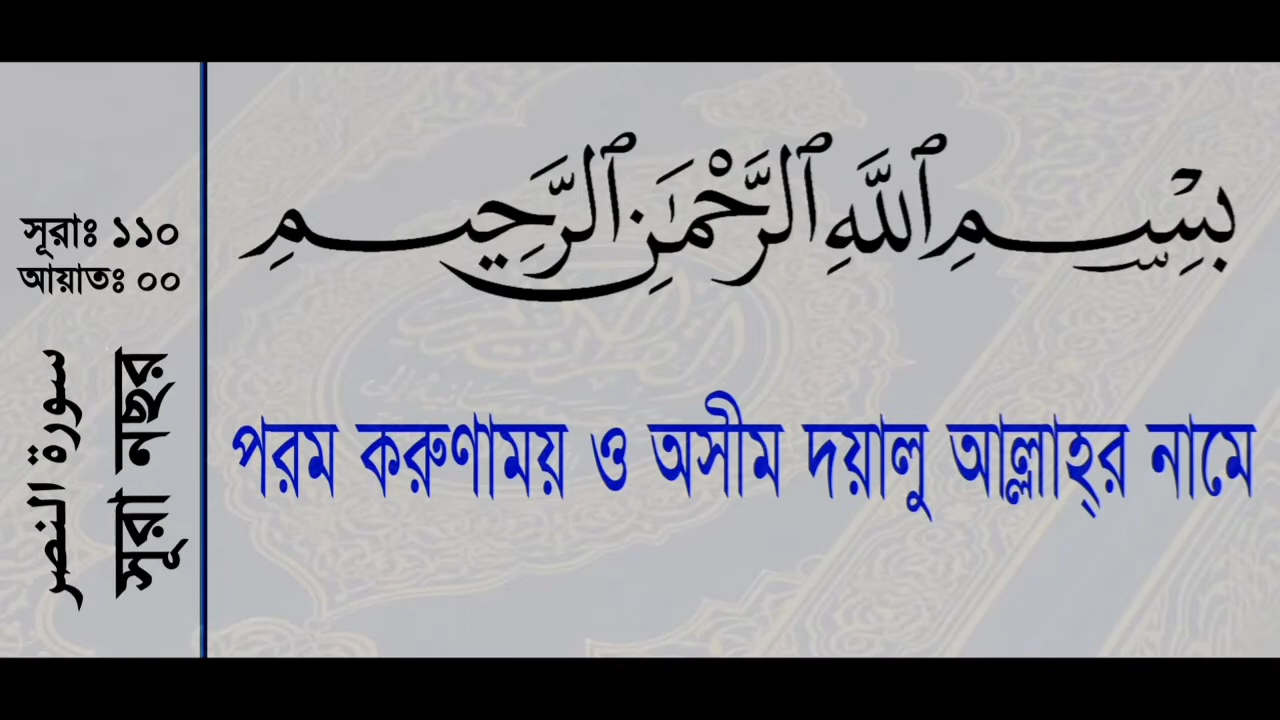 সূরাঃ ১১০
আয়াতঃ ০০
سورة النصر
সূরা নছর
بِسْمِ ٱللَّهِ ٱلرَّحْمَٰنِ ٱلرَّحِيمِ
পরম করুণাময় ও অসীম দয়ালু আল্লাহ্‌র নামে